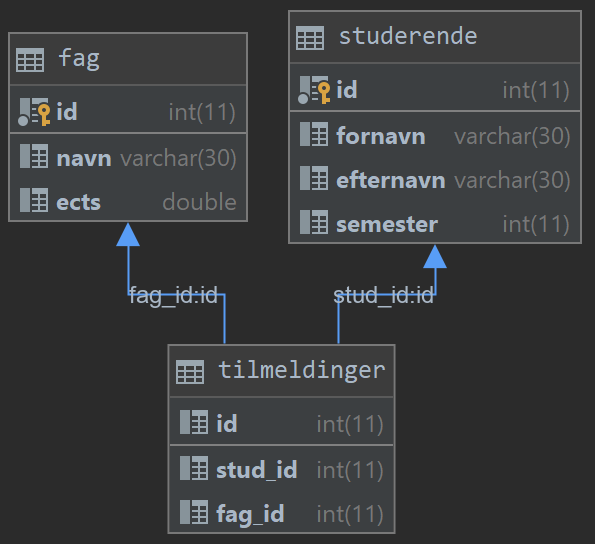 fag
id int(11)
navn varchar(30)
ects double
studerende
id int(11)
fornavn varchar(30)
efternavn varchar(30)
semester int(11)
fag_id:id
stud_id:id
tilmeldinger
id int(11)
stud_id int(11)
fag_id int(11)